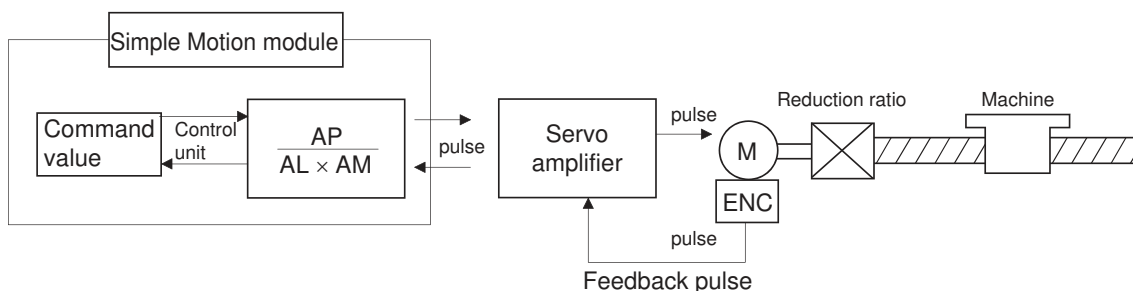 Simple Motion module
Command
value
Control
unit
AP
AL × AM
pulse
Servo
amplifier
pulse
M
ENC
pulse
Feedback pulse
Reduction ratio
Machine